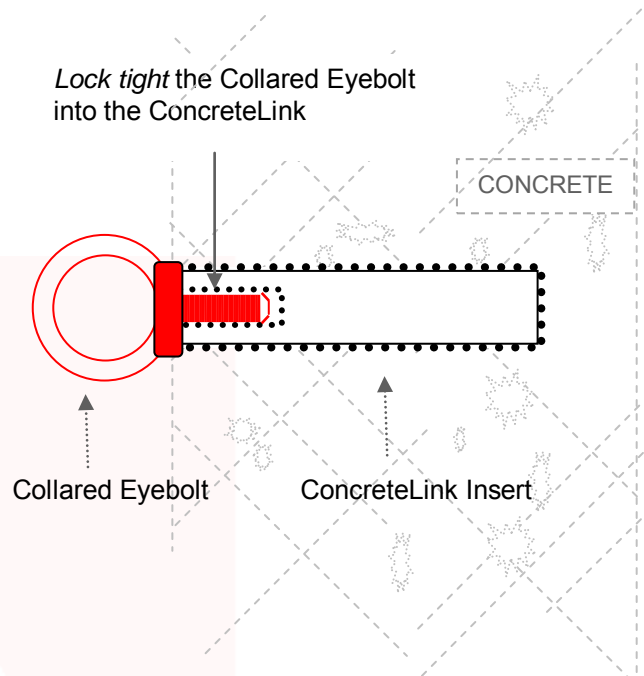 Lock tight the Collared Eyebolt
into the ConcreteLink
CONCRETE
Collared Eyebolt
ConcreteLink Insert